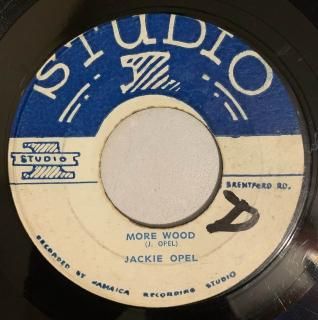 STUDIO
1
STUDIO
1
BRENTFORD RD.
D
MORE WOOD
(J. OPEL)
JACKIE OPEL
RECORDED BY JAMAICA RECORDING STUDIO